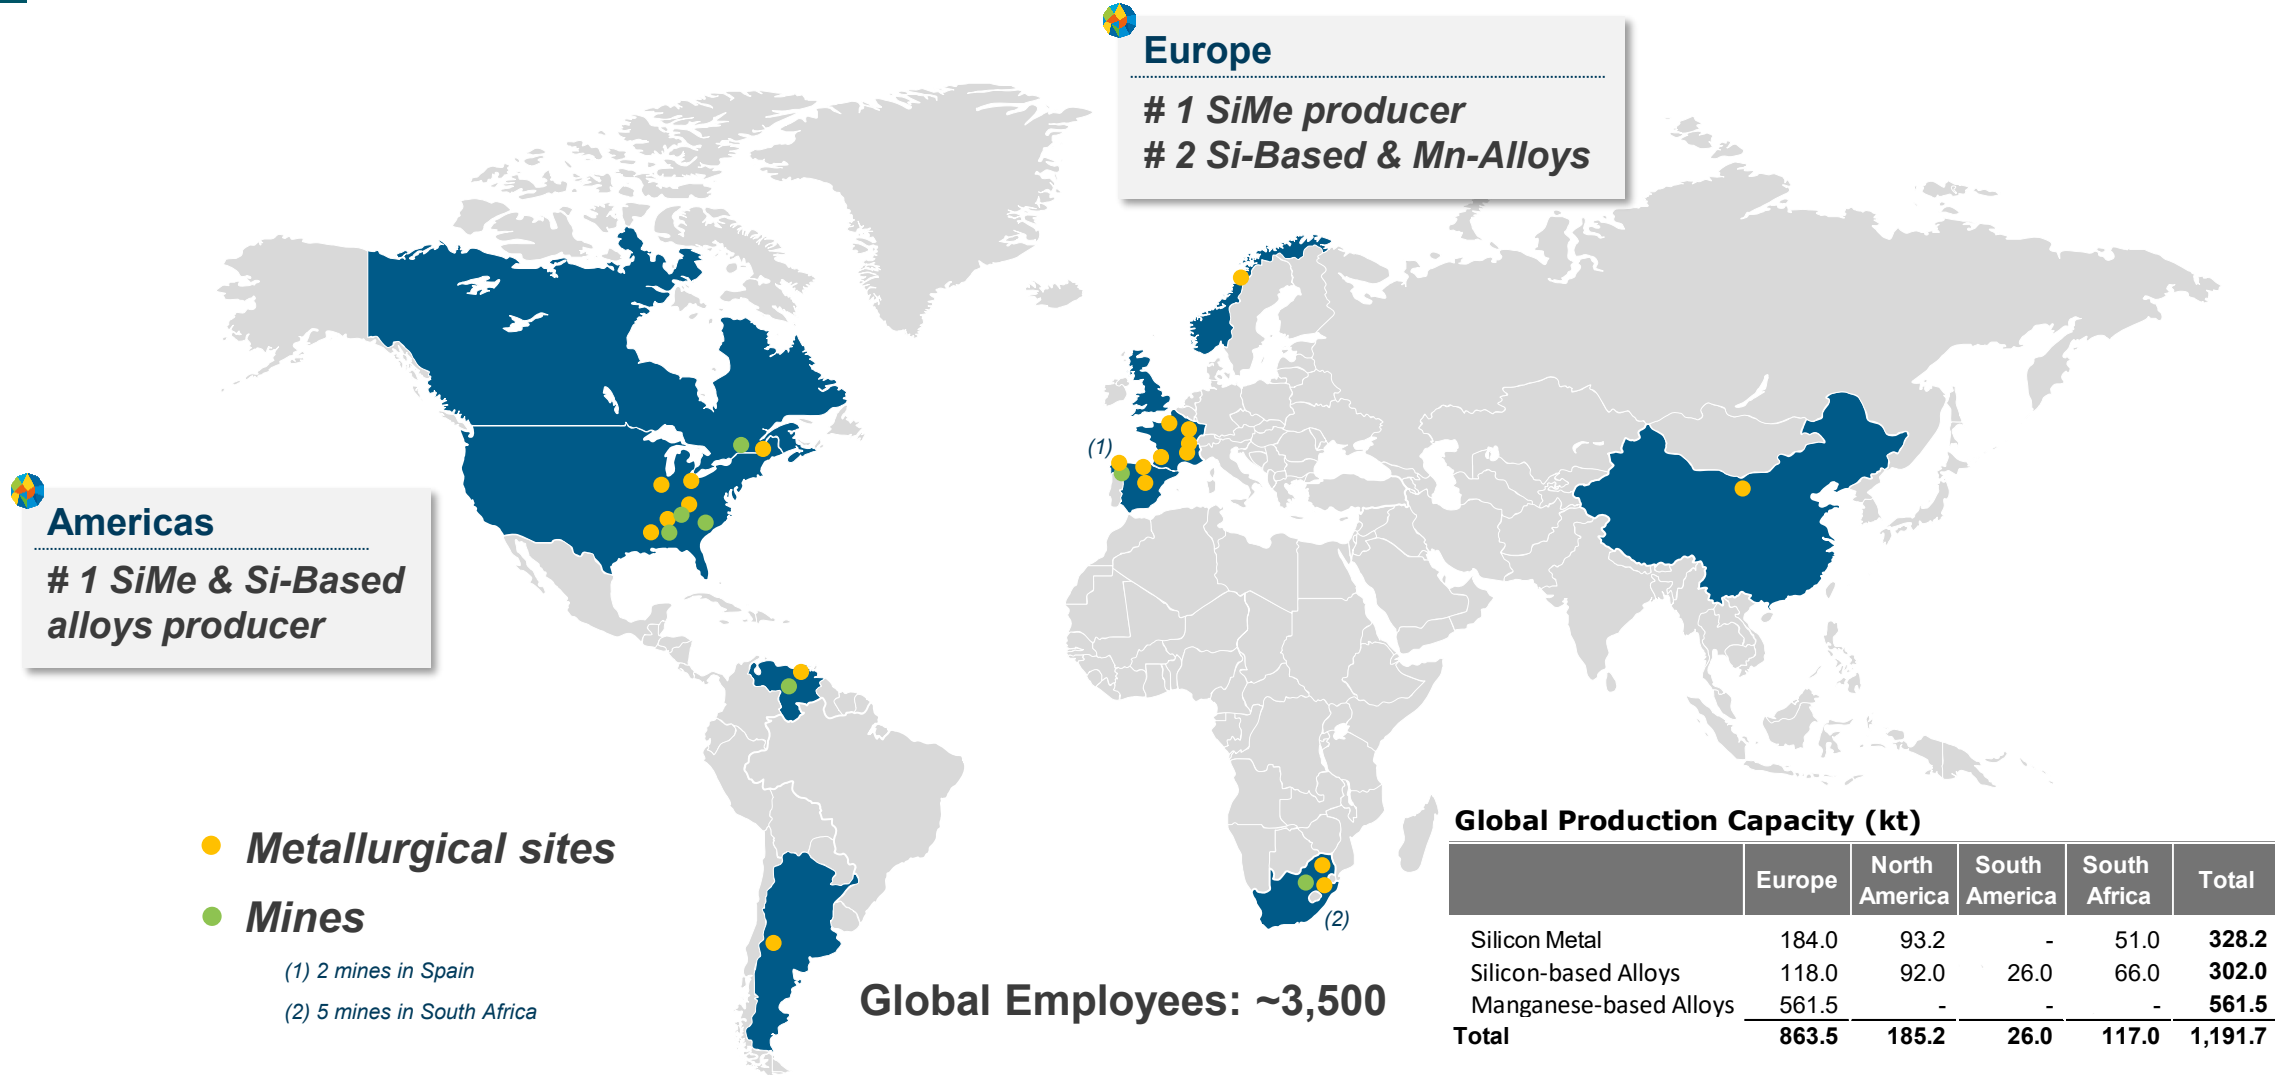 Europe
# 1 SiMe producer
# 2 Si-Based & Mn-Alloys
(1)
Americas
# 1 SiMe & Si-Based
alloys producer
Metallurgical sites
Mines
(1) 2 mines in Spain
(2) 5 mines in South Africa
(2)
Global Employees: ~3,500
Global Production Capacity (kt)
Europe North America South America South Africa Total
Silicon Metal 184.0 93.2 - 51.0 328.2
Silicon-based Alloys 118.0 92.0 26.0 66.0 302.0
Manganese-based Alloys 561.5 - - - 561.5
Total 863.5 185.2 26.0 117.0 1,191.7